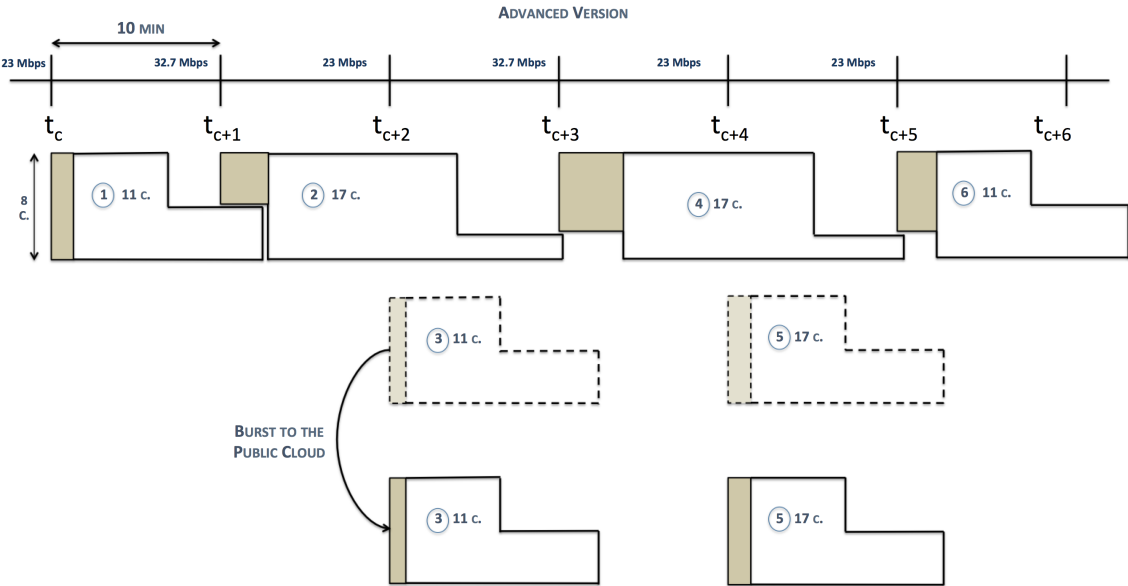 ADVANCED VERSION
10 MIN
23 Mbps 32.7 Mbps 23 Mbps 32.7 Mbps 23 Mbps 23 Mbps
tc tc+1 tc+2 tc+3 tc+4 tc+5 tc+6
8
C.
1 11 C.
2 17 C.
4 17 C.
6 11 C.
3 11 C.
5 17 C.
BURST TO THE
PUBLIC CLOUD
3 11 C.
5 17 C.